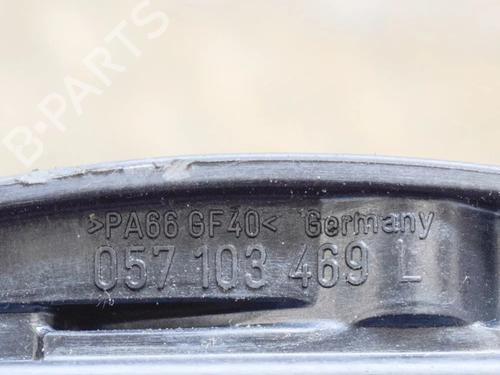 B-PARTS
>PA66 GF40< Germany
057 103 469 L